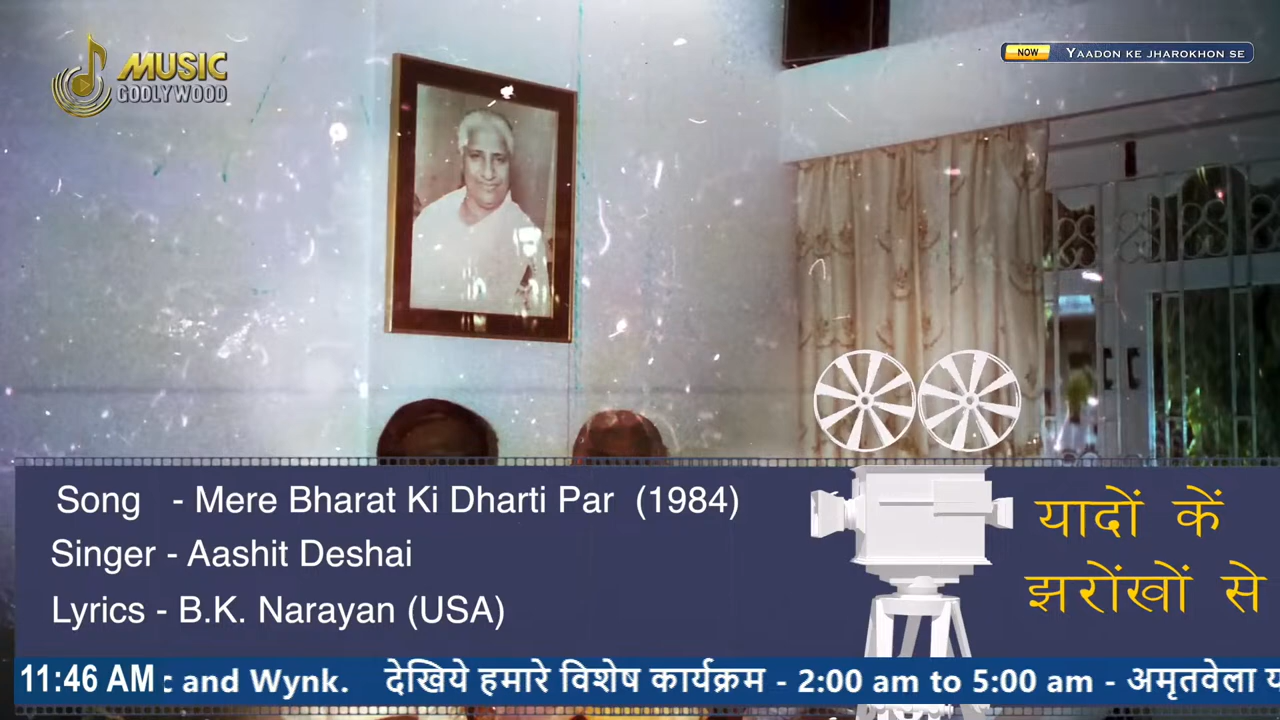 MUSIC
GODLYWOOD
NOW YAADON KE JHAROKHON SE
Song - Mere Bharat Ki Dharti Par (1984)
Singer - Aashit Deshai
Lyrics - B.K. Narayan (USA)
यादों कें
झरोंखों से
11:46 AM : and Wynk. देखिये हमारे विशेष कार्यक्रम - 2:00 am to 5:00 am - अमृतवेला